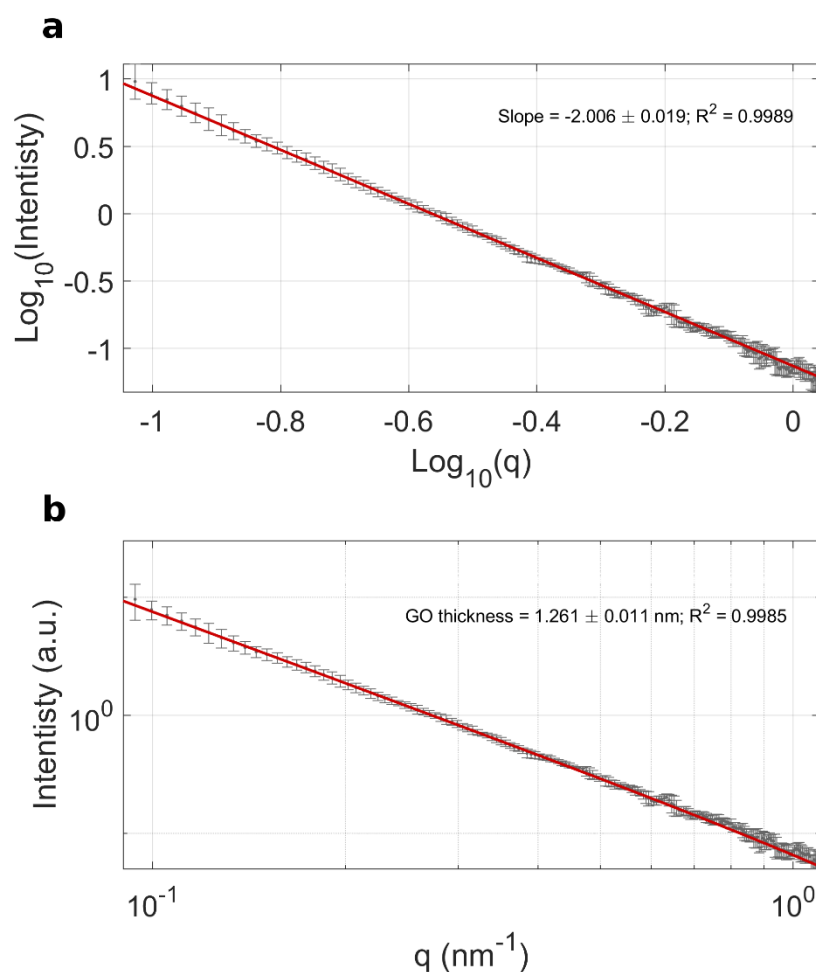 a
Slope = -2.006 ± 0.019; R² = 0.9989
Log₁₀(Intentisty)
1
0.5
0
-0.5
-1
-1
-0.8
-0.6
-0.4
-0.2
0
Log₁₀(q)
b
GO thickness = 1.261 ± 0.011 nm; R² = 0.9985
Intentisty (a.u.)
10⁰
10⁻¹
10⁰
q (nm⁻¹)